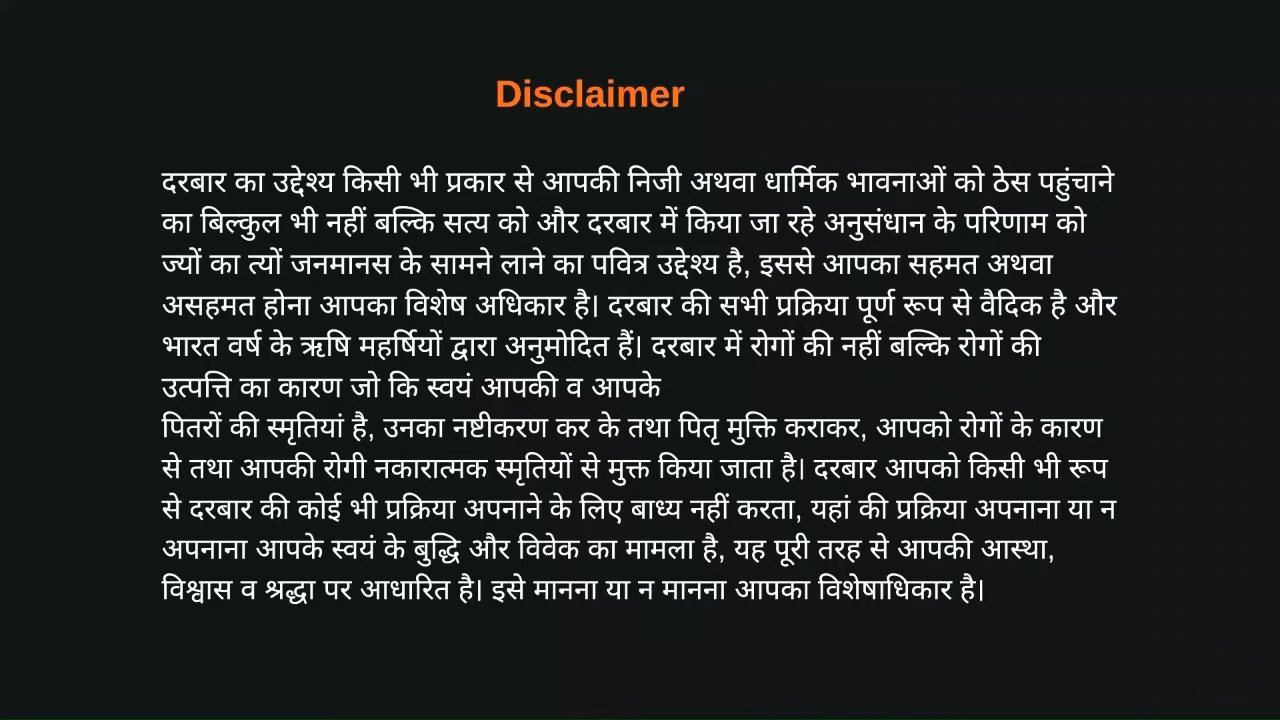 Disclaimer
दरबार का उद्देश्य किसी भी प्रकार से आपकी निजी अथवा धार्मिक भावनाओं को ठेस पहुंचाने
का बिल्कुल भी नहीं बल्कि सत्य को और दरबार में किया जा रहे अनुसंधान के परिणाम को
ज्यों का त्यों जनमानस के सामने लाने का पवित्र उद्देश्य है, इससे आपका सहमत अथवा
असहमत होना आपका विशेष अधिकार है। दरबार की सभी प्रक्रिया पूर्ण रूप से वैदिक है और
भारत वर्ष के ऋषि महर्षियों द्वारा अनुमोदित हैं। दरबार में रोगों की नहीं बल्कि रोगों की
उत्पत्ति का कारण जो कि स्वयं आपकी व आपके
पितरों की स्मृतियां है, उनका नष्टीकरण कर के तथा पितृ मुक्ति कराकर, आपको रोगों के कारण
से तथा आपकी रोगी नकारात्मक स्मृतियों से मुक्त किया जाता है। दरबार आपको किसी भी रूप
से दरबार की कोई भी प्रक्रिया अपनाने के लिए बाध्य नहीं करता, यहां की प्रक्रिया अपनाना या न
अपनाना आपके स्वयं के बुद्धि और विवेक का मामला है, यह पूरी तरह से आपकी आस्था,
विश्वास व श्रद्धा पर आधारित है। इसे मानना या न मानना आपका विशेषाधिकार है।